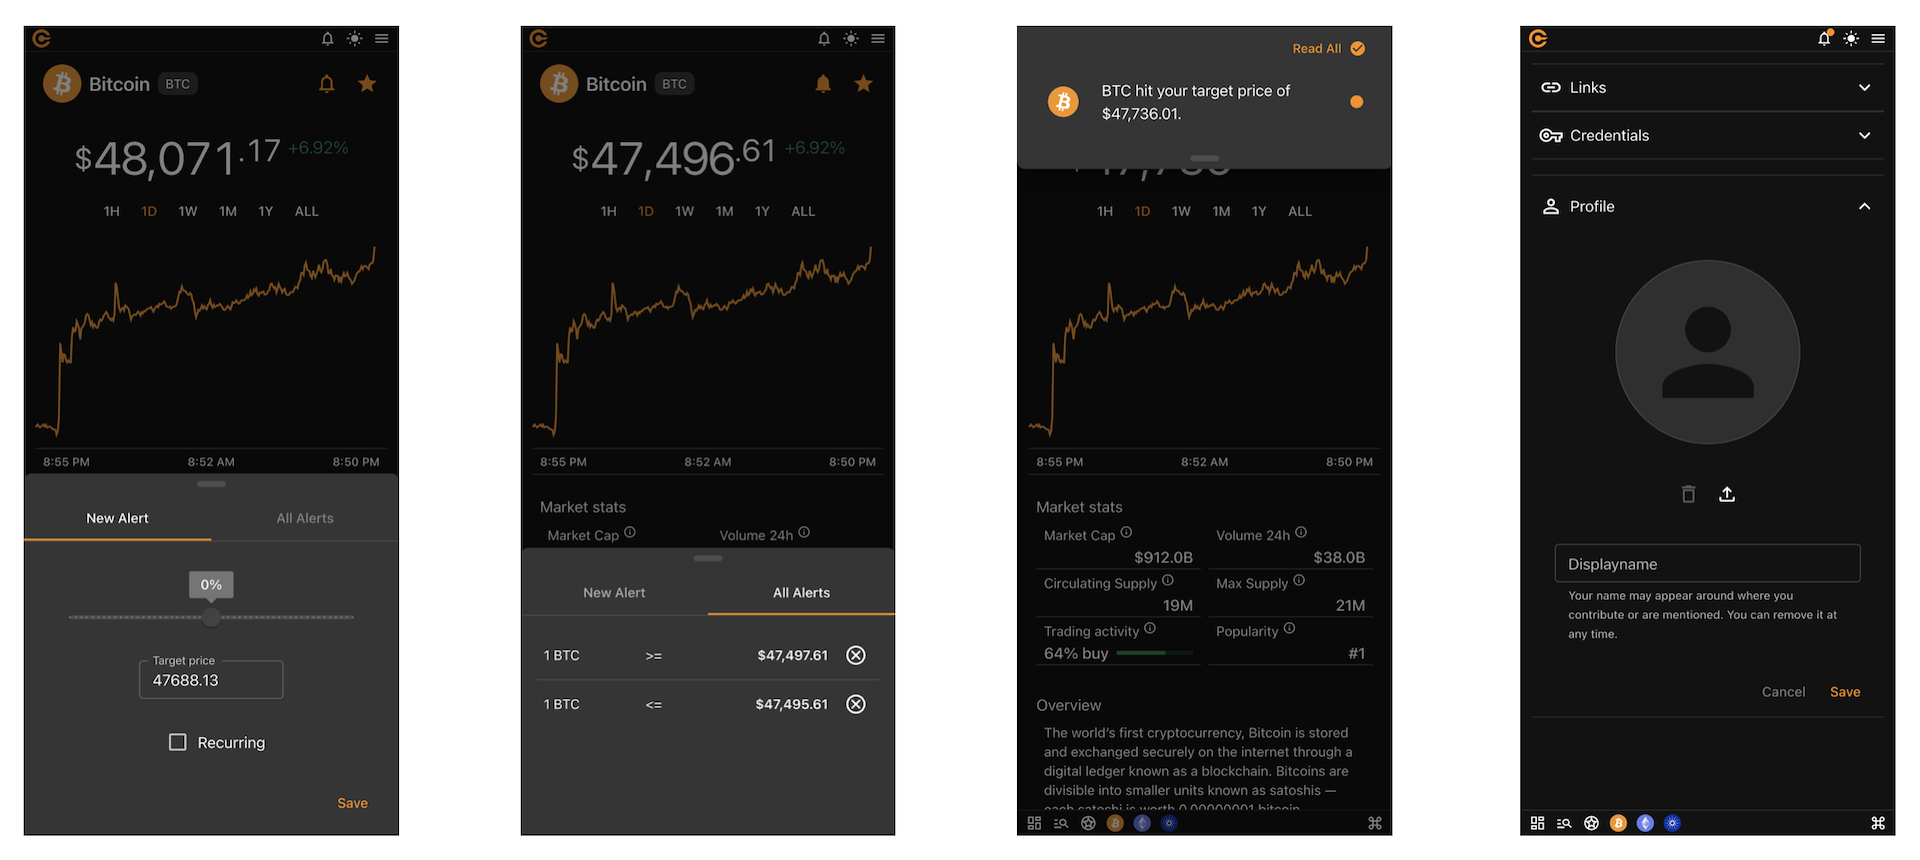 Bitcoin BTC
$48,071.17 +6.92%
1H 1D 1W 1M 1Y ALL
8:55 PM 8:52 AM 8:50 PM
New Alert All Alerts
0%
Target price
47688.13
Recurring
Save
Bitcoin BTC
$47,496.61 +6.92%
1H 1D 1W 1M 1Y ALL
8:55 PM 8:52 AM 8:50 PM
Market stats
Market Cap Volume 24h
New Alert All Alerts
1 BTC >= $47,497.61
1 BTC <= $47,495.61
Read All
BTC hit your target price of
$47,736.01.
1H 1D 1W 1M 1Y ALL
8:55 PM 8:52 AM 8:50 PM
Market stats
Market Cap Volume 24h
$912.0B $38.0B
Circulating Supply Max Supply
19M 21M
Trading activity Popularity
64% buy #1
Overview
The world's first cryptocurrency, Bitcoin is stored
and exchanged securely on the internet through a
digital ledger known as a blockchain. Bitcoins are
divisible into smaller units known as satoshis —
each satoshi is worth 0.00000001 bitcoin.
Links
Credentials
Profile
Displayname
Your name may appear around where you
contribute or are mentioned. You can remove it at
any time.
Cancel Save